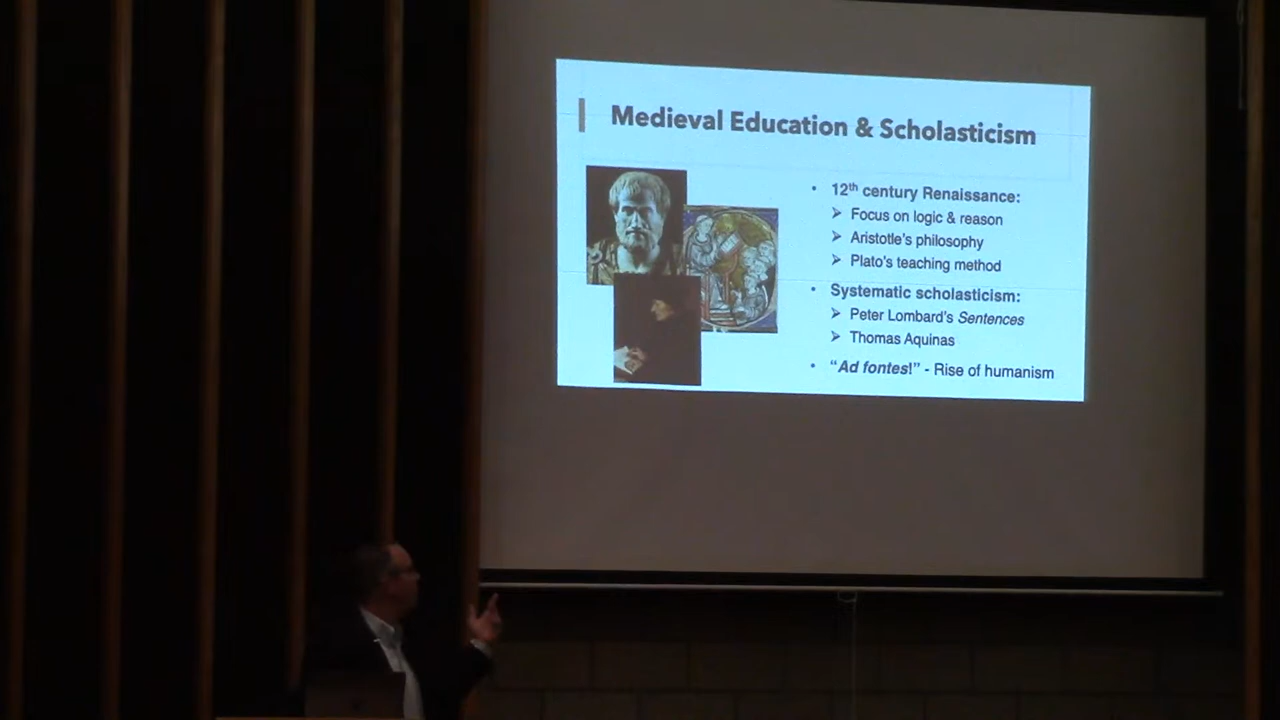 Medieval Education & Scholasticism
• 12th century Renaissance:
➢ Focus on logic & reason
➢ Aristotle's philosophy
➢ Plato's teaching method
• Systematic scholasticism:
➢ Peter Lombard's Sentences
➢ Thomas Aquinas
• “Ad fontes!” - Rise of humanism